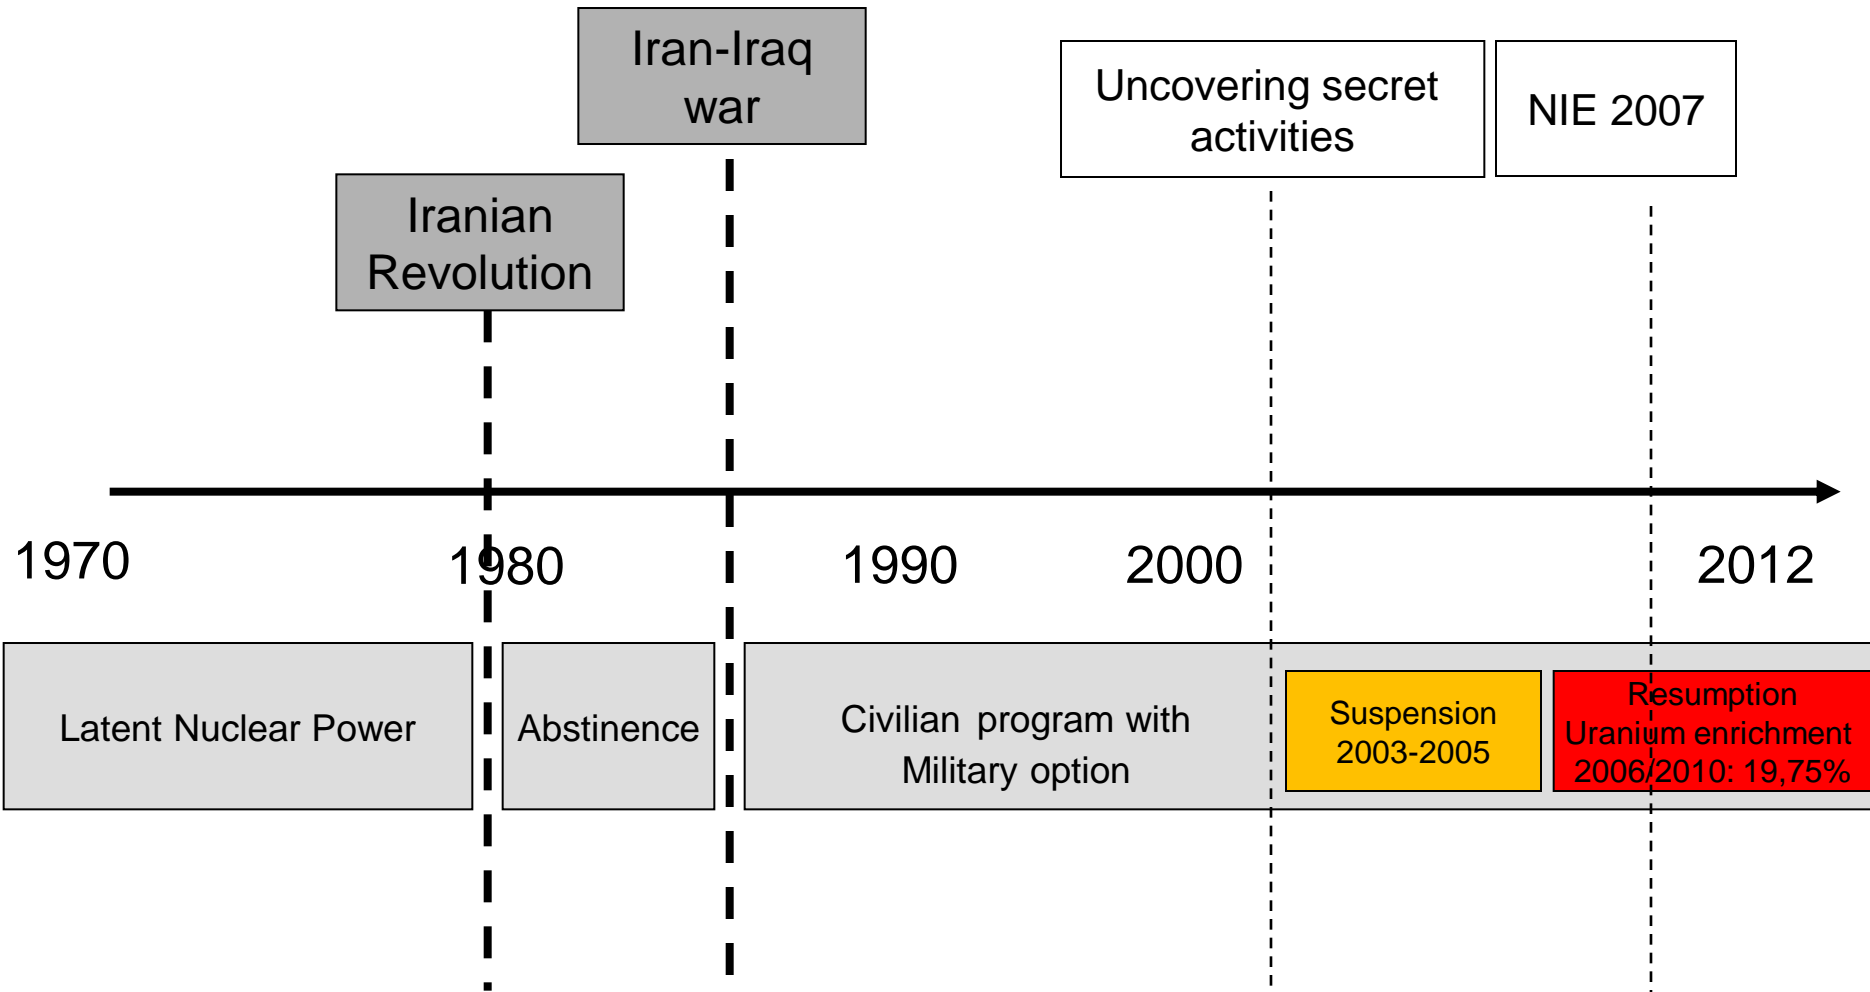 Iran-Iraq
war
Uncovering secret
activities
NIE 2007
Iranian
Revolution
1970
1980
1990
2000
2012
Latent Nuclear Power
Abstinence
Civilian program with
Military option
Suspension
2003-2005
Resumption
Uranium enrichment
2006/2010: 19,75%